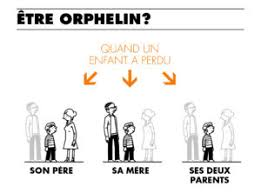 ÊTRE ORPHELIN?
QUAND UN
ENFANT A PERDU
SON PÈRE
SA MÈRE
SES DEUX
PARENTS